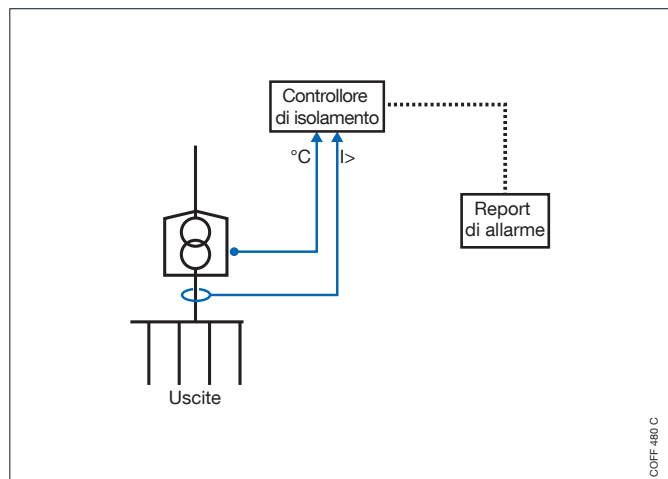 Controllore
di isolamento
°C
I>
Report
di allarme
Uscite
COFF 480 C